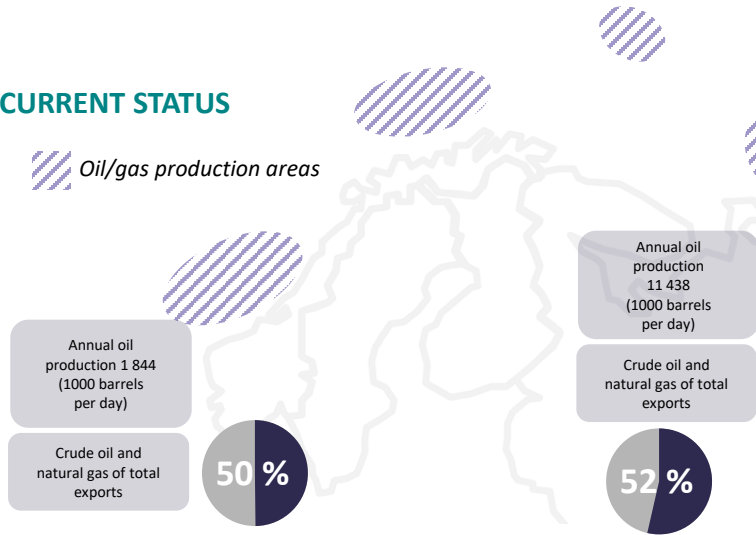 CURRENT STATUS
Oil/gas production areas
Annual oil
production 1 844
(1000 barrels
per day)
Crude oil and
natural gas of total
exports
50 %
Annual oil
production
11 438
(1000 barrels
per day)
Crude oil and
natural gas of total
exports
52 %